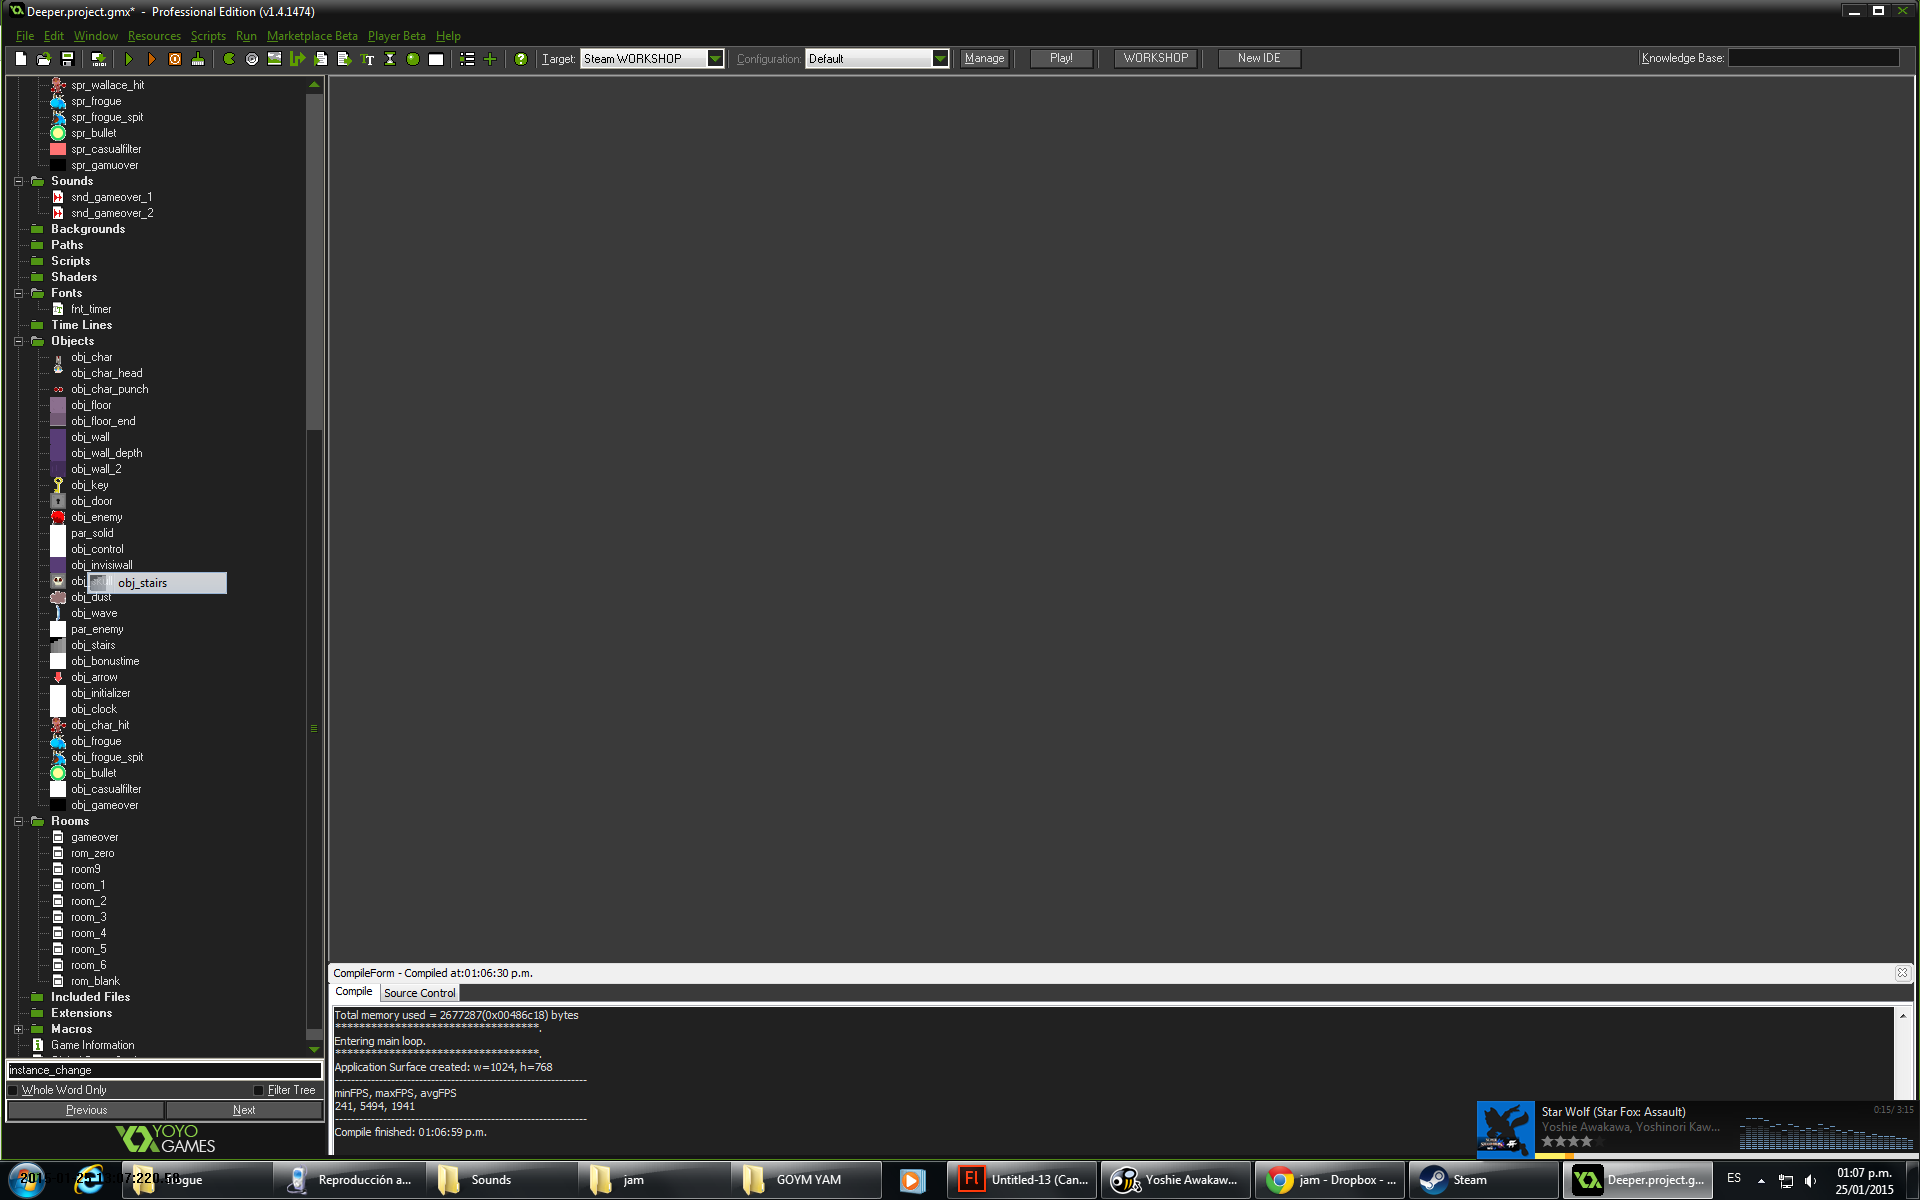 Deeper.project.gmx* - Professional Edition (v1.4.1474)
File Edit Window Resources Scripts Run Marketplace Beta Player Beta Help
Target: Steam WORKSHOP Configuration: Default Manage Play! WORKSHOP New IDE Knowledge Base:
spr_wallace_hit
spr_frogue
spr_frogue_spit
spr_bullet
spr_casualfilter
spr_gamuover
Sounds
snd_gameover_1
snd_gameover_2
Backgrounds
Paths
Scripts
Shaders
Fonts
fnt_timer
Time Lines
Objects
obj_char
obj_char_head
obj_char_punch
obj_floor
obj_floor_end
obj_wall
obj_wall_depth
obj_wall_2
obj_key
obj_door
obj_enemy
par_solid
obj_control
obj_invisiwall
obj_stairs
obj_dust
obj_wave
par_enemy
obj_stairs
obj_bonustime
obj_arrow
obj_initializer
obj_clock
obj_char_hit
obj_frogue
obj_frogue_spit
obj_bullet
obj_casualfilter
obj_gameover
Rooms
gameover
rom_zero
room9
room_1
room_2
room_3
room_4
room_5
room_6
rom_blank
Included Files
Extensions
Macros
Game Information
instance_change
Whole Word Only Filter Tree
Previous Next
YOYO
GAMES
CompileForm - Compiled at:01:06:30 p.m.
Compile Source Control
Total memory used = 2677287(0x00486c18) bytes
***********************************.
Entering main loop.
***********************************.
Application Surface created: w=1024, h=768
minFPS, maxFPS, avgFPS
241, 5494, 1941
Compile finished: 01:06:59 p.m.
Star Wolf (Star Fox: Assault) 0:15/ 3:15
Yoshie Awakawa, Yoshinori Kaw...
Reproducción a... Sounds jam GOYM YAM Untitled-13 (Can... Yoshie Awakaw... jam - Dropbox - ... Steam Deeper.project.g... ES 01:07 p.m.
25/01/2015